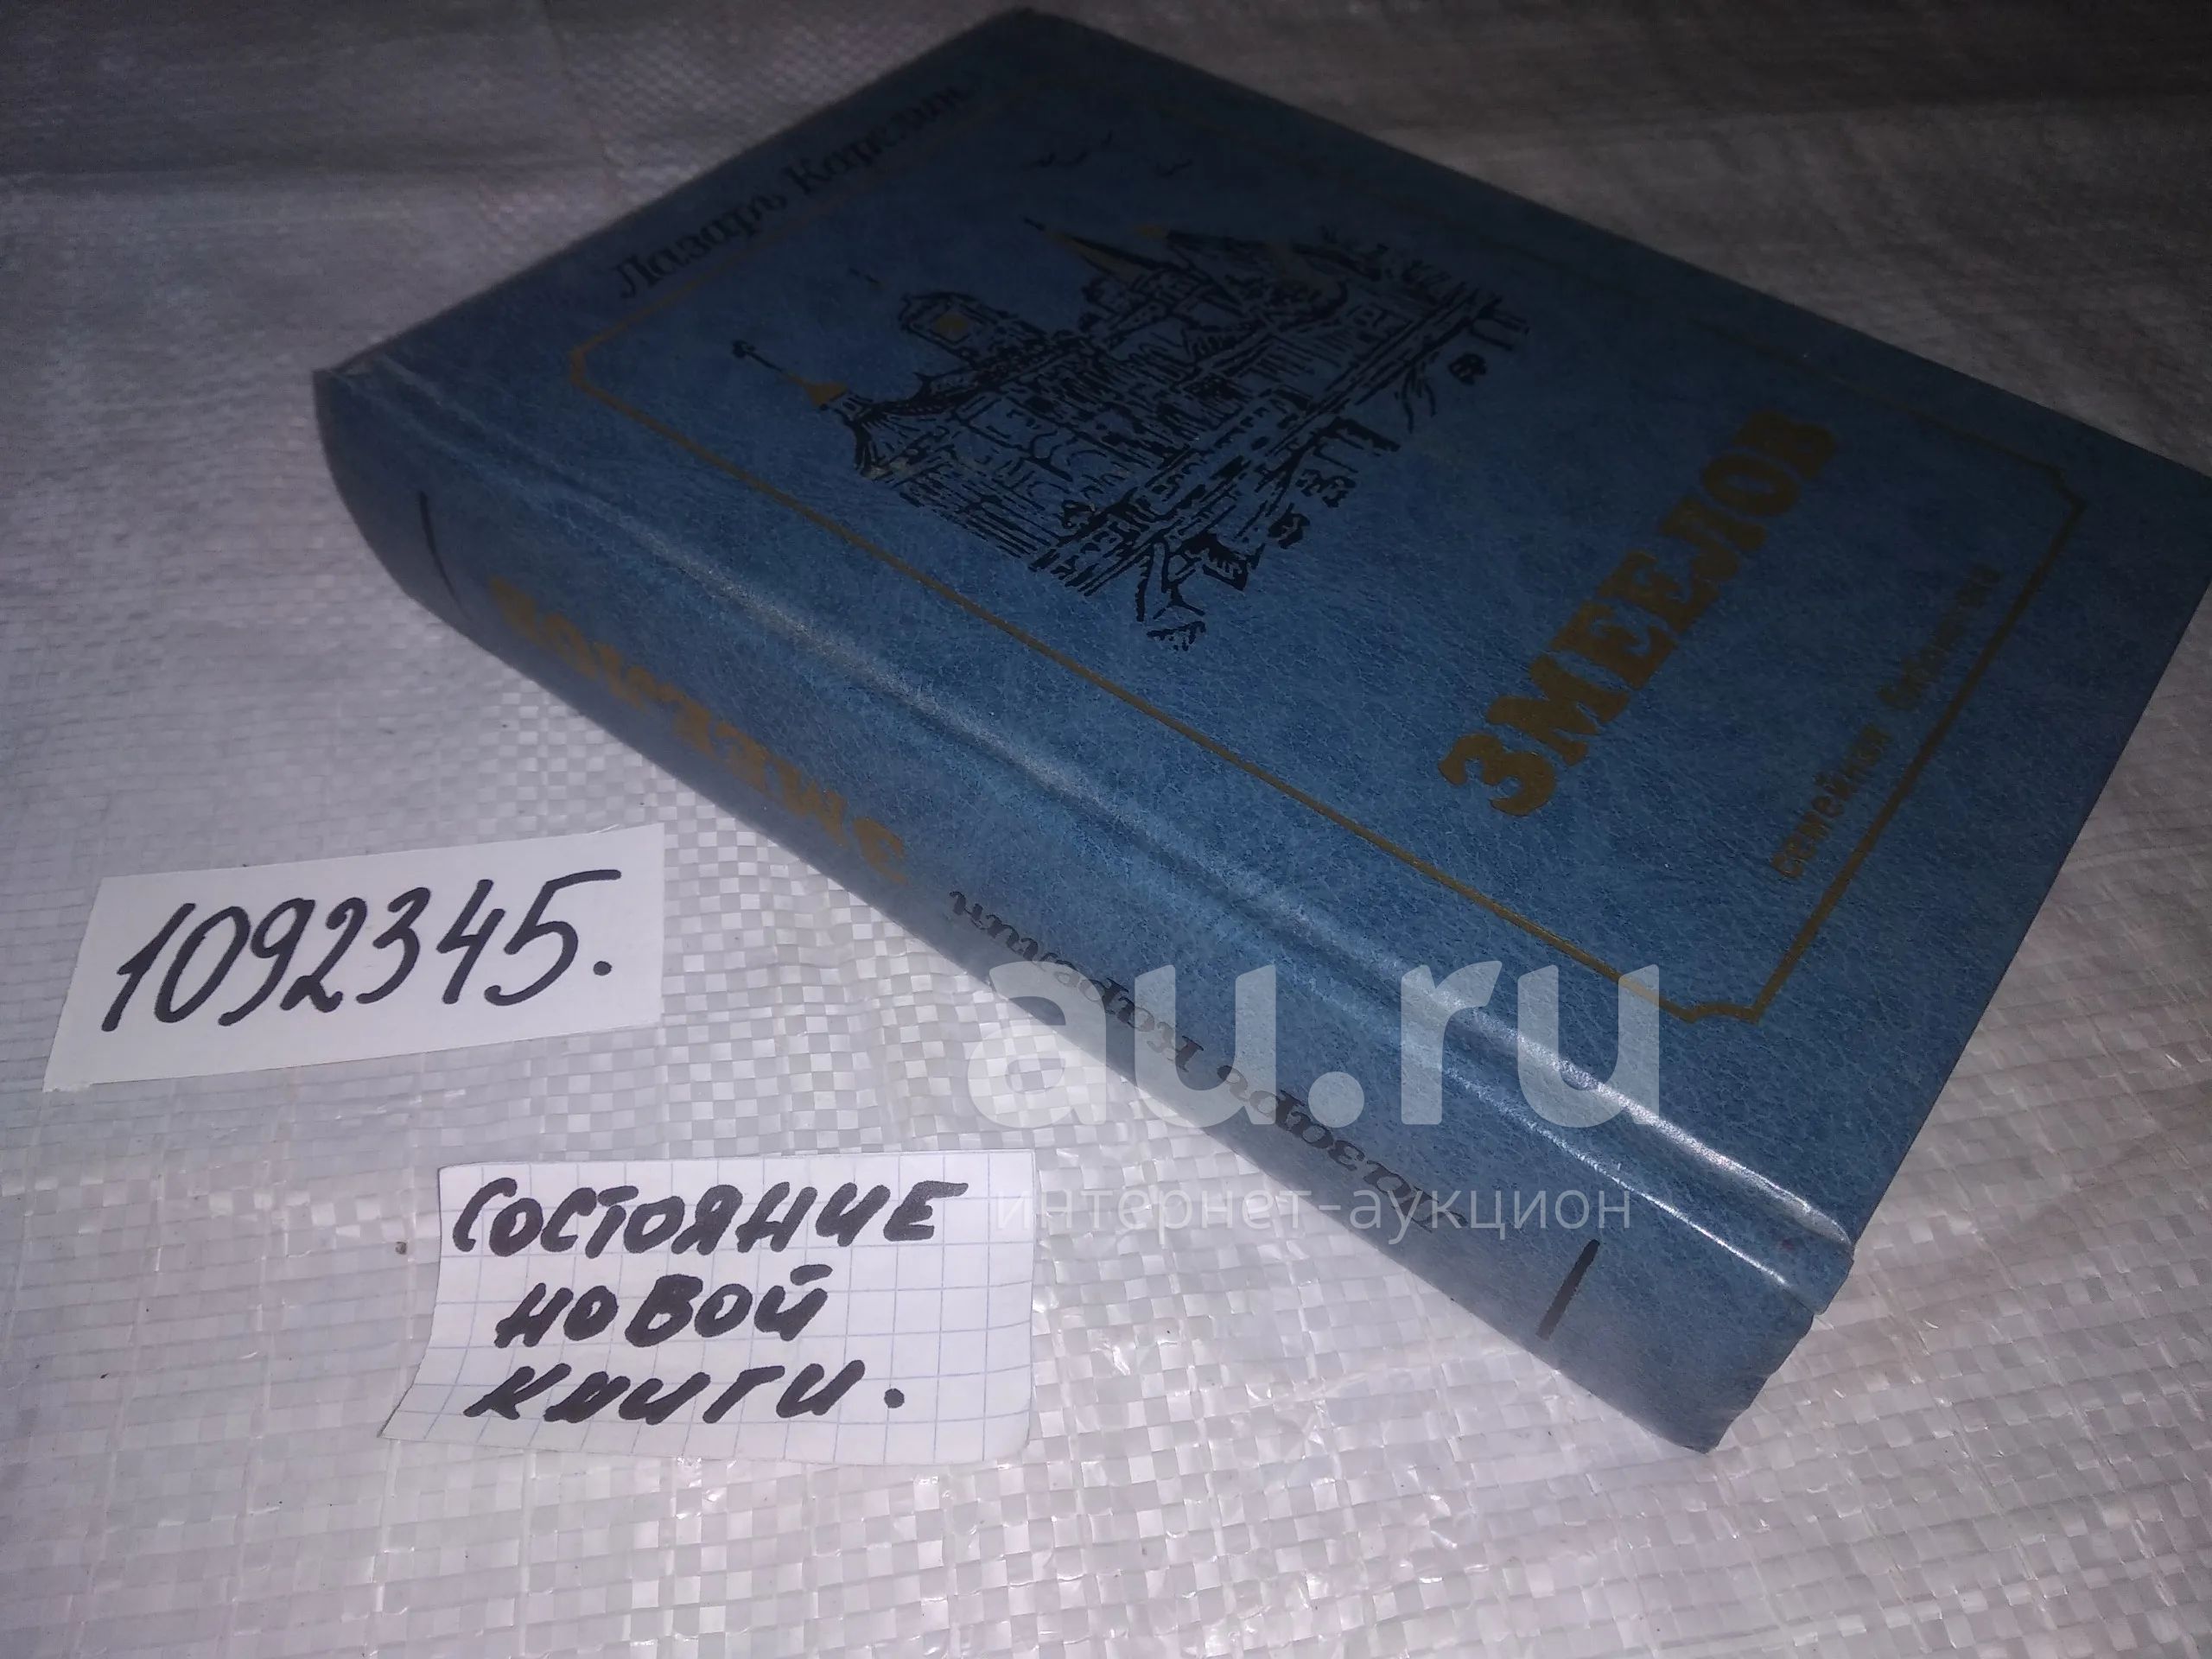 Лазарь Карелин
ЗМЕЕЛОВ
семейная библиотека
ЗМЕЕЛОВ
Лазарь Карелин
1092345.
СОСТОЯНИЕ
НОВОЙ
КНИГИ.
au.ru
интернет-аукцион